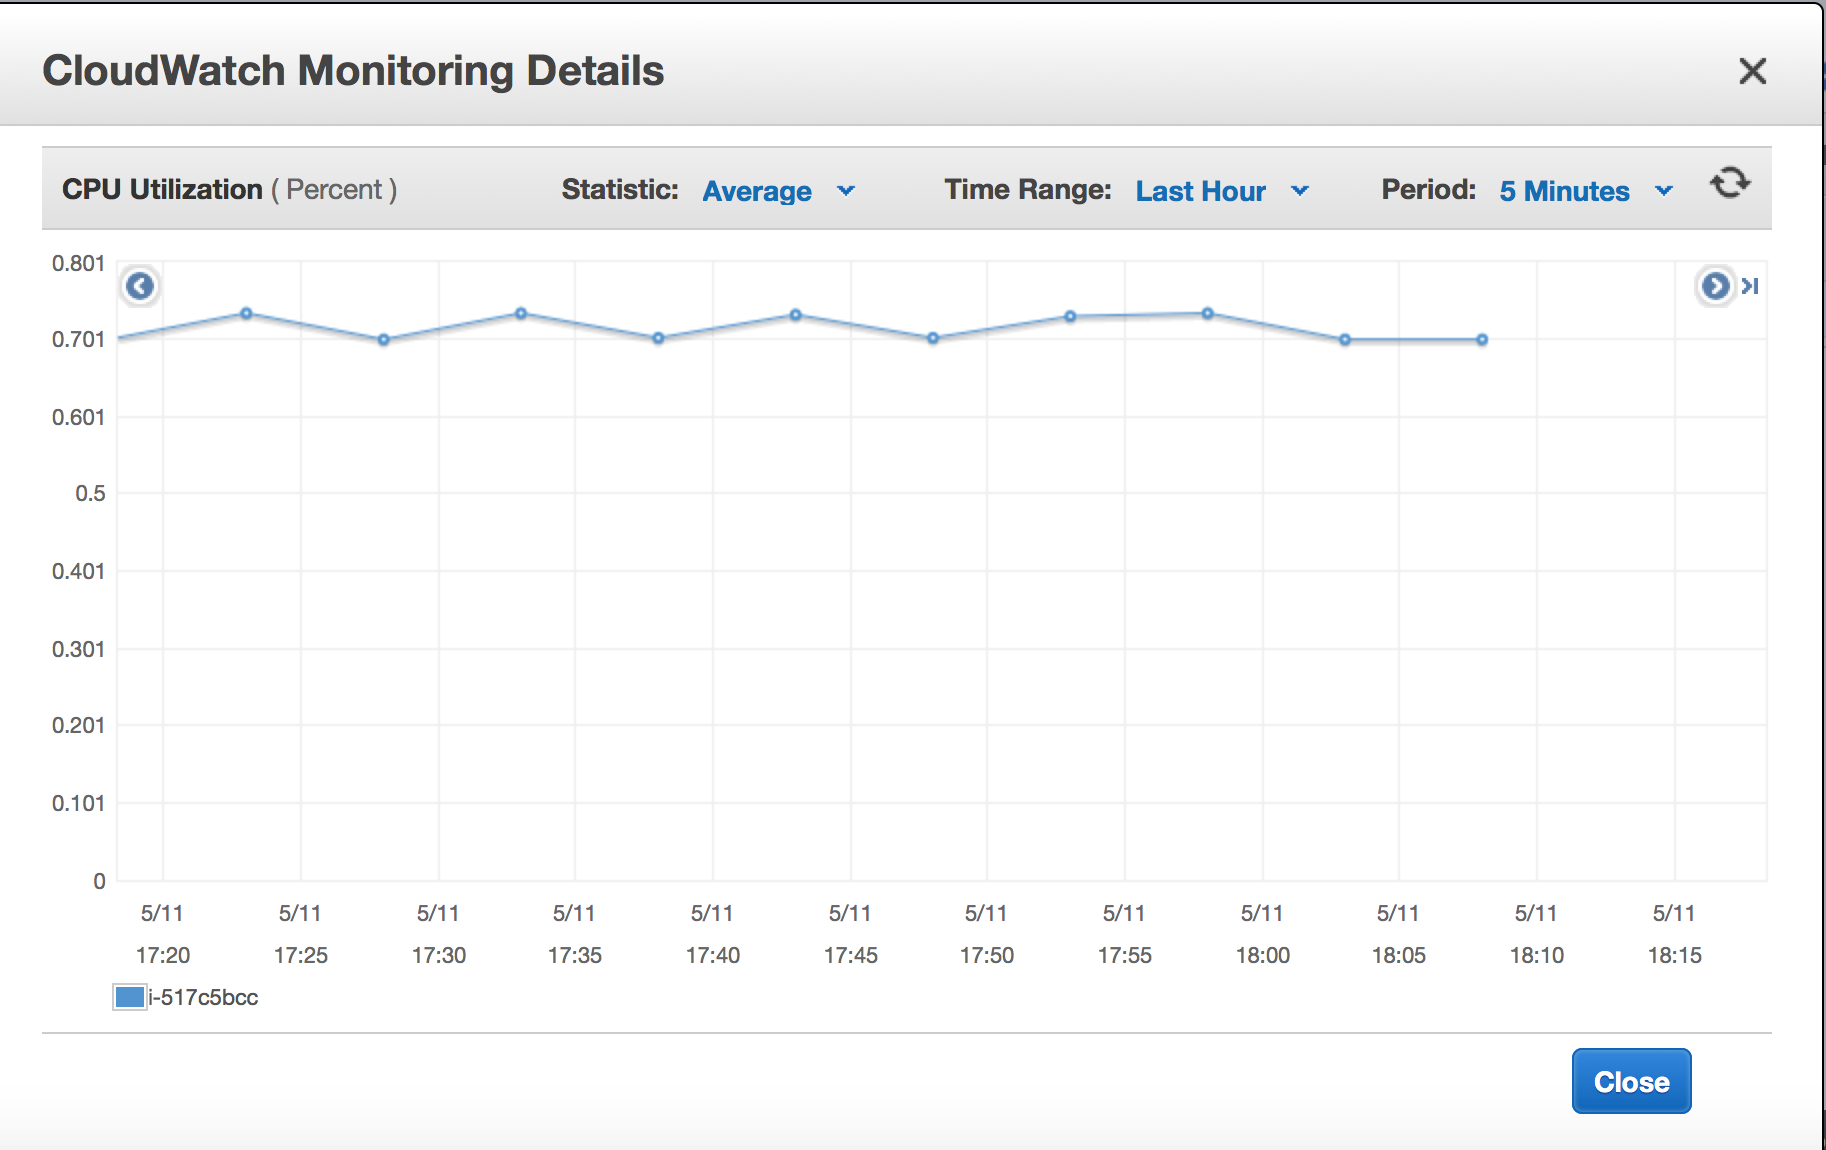 CloudWatch Monitoring Details
CPU Utilization ( Percent ) Statistic: Average Time Range: Last Hour Period: 5 Minutes
0.801
0.701
0.601
0.5
0.401
0.301
0.201
0.101
0
5/11 5/11 5/11 5/11 5/11 5/11 5/11 5/11 5/11 5/11 5/11 5/11
17:20 17:25 17:30 17:35 17:40 17:45 17:50 17:55 18:00 18:05 18:10 18:15
i-517c5bcc
Close